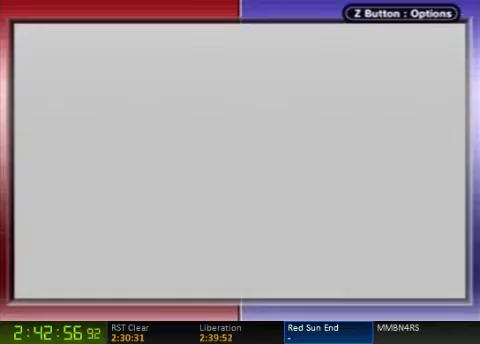 Z Button : Options
2:42:56 92
RST Clear
2:30:31
Liberation
2:39:52
Red Sun End
-
MMBN4RS